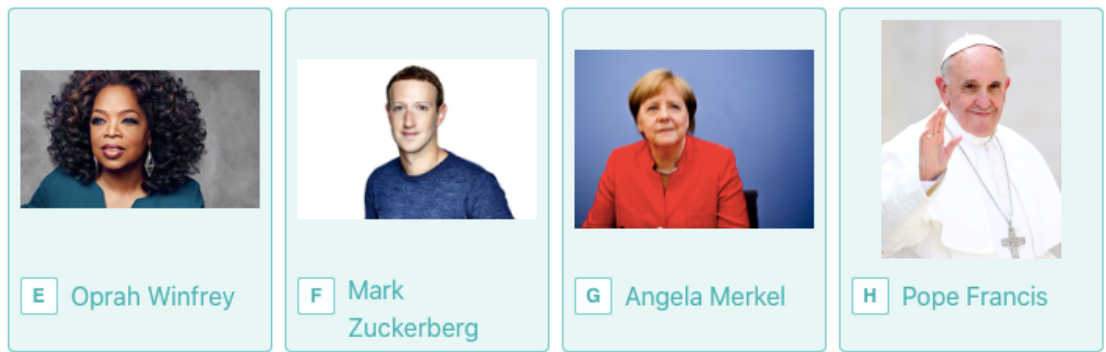 E Oprah Winfrey
F Mark
Zuckerberg
G Angela Merkel
H Pope Francis